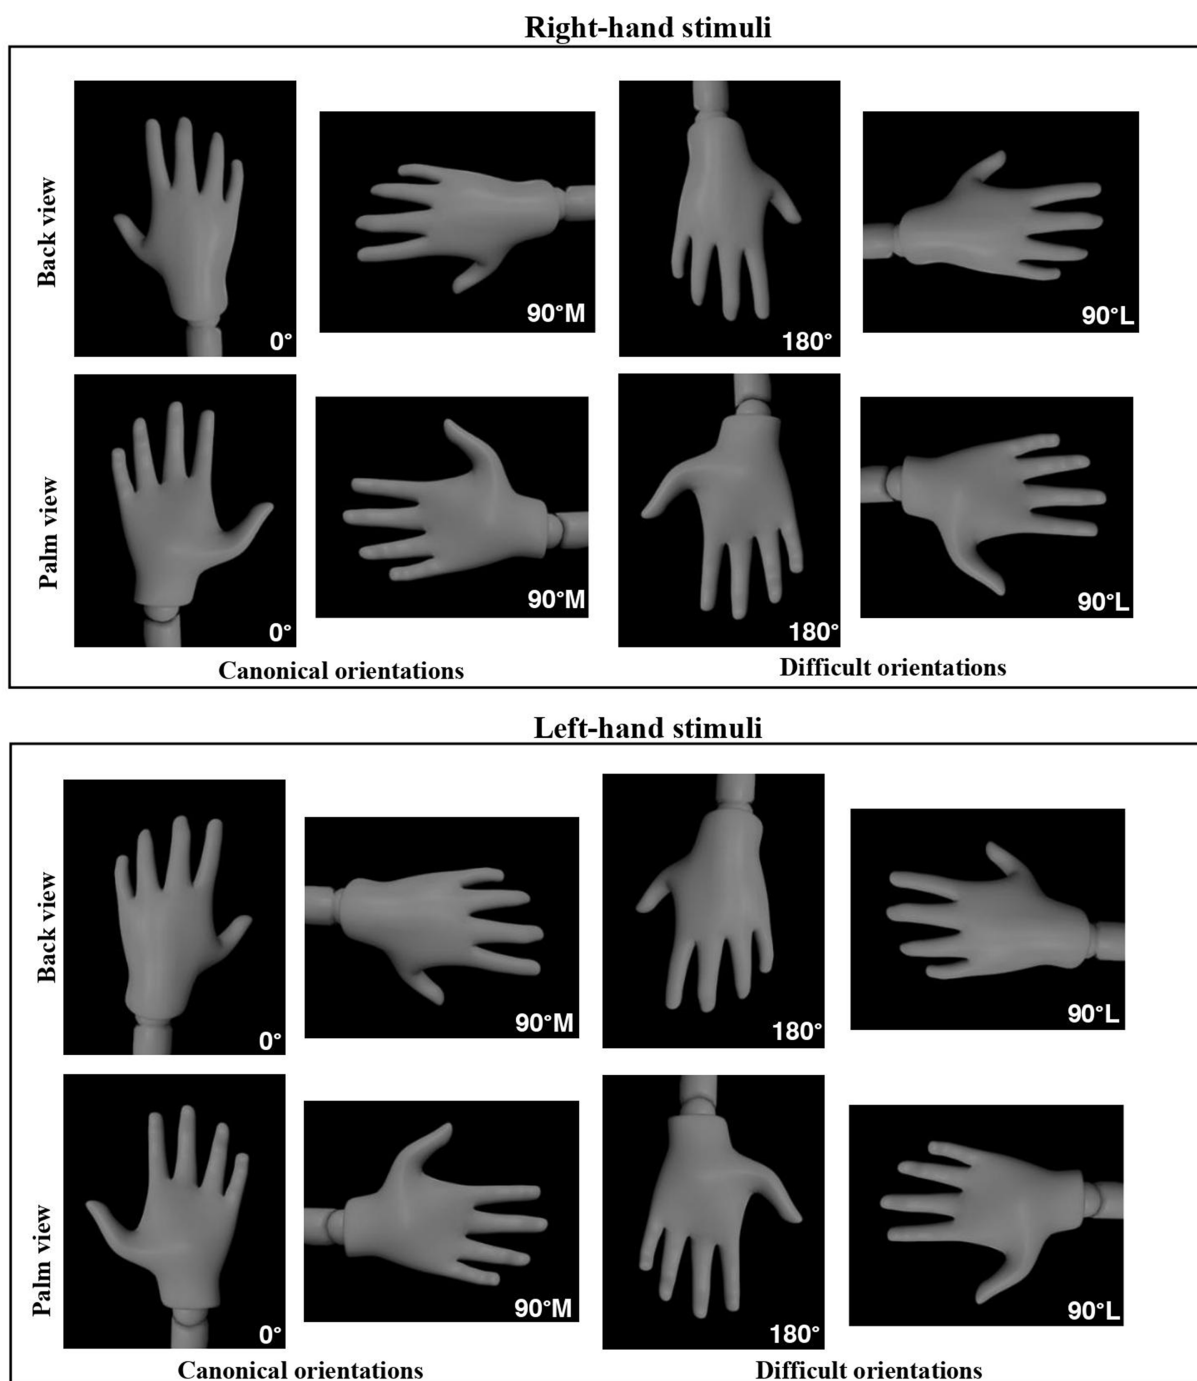 Right-hand stimuli
Back view
0°
90°M
180°
90°L
Palm view
0°
90°M
180°
90°L
Canonical orientations
Difficult orientations
Left-hand stimuli
Back view
0°
90°M
180°
90°L
Palm view
0°
90°M
180°
90°L
Canonical orientations
Difficult orientations